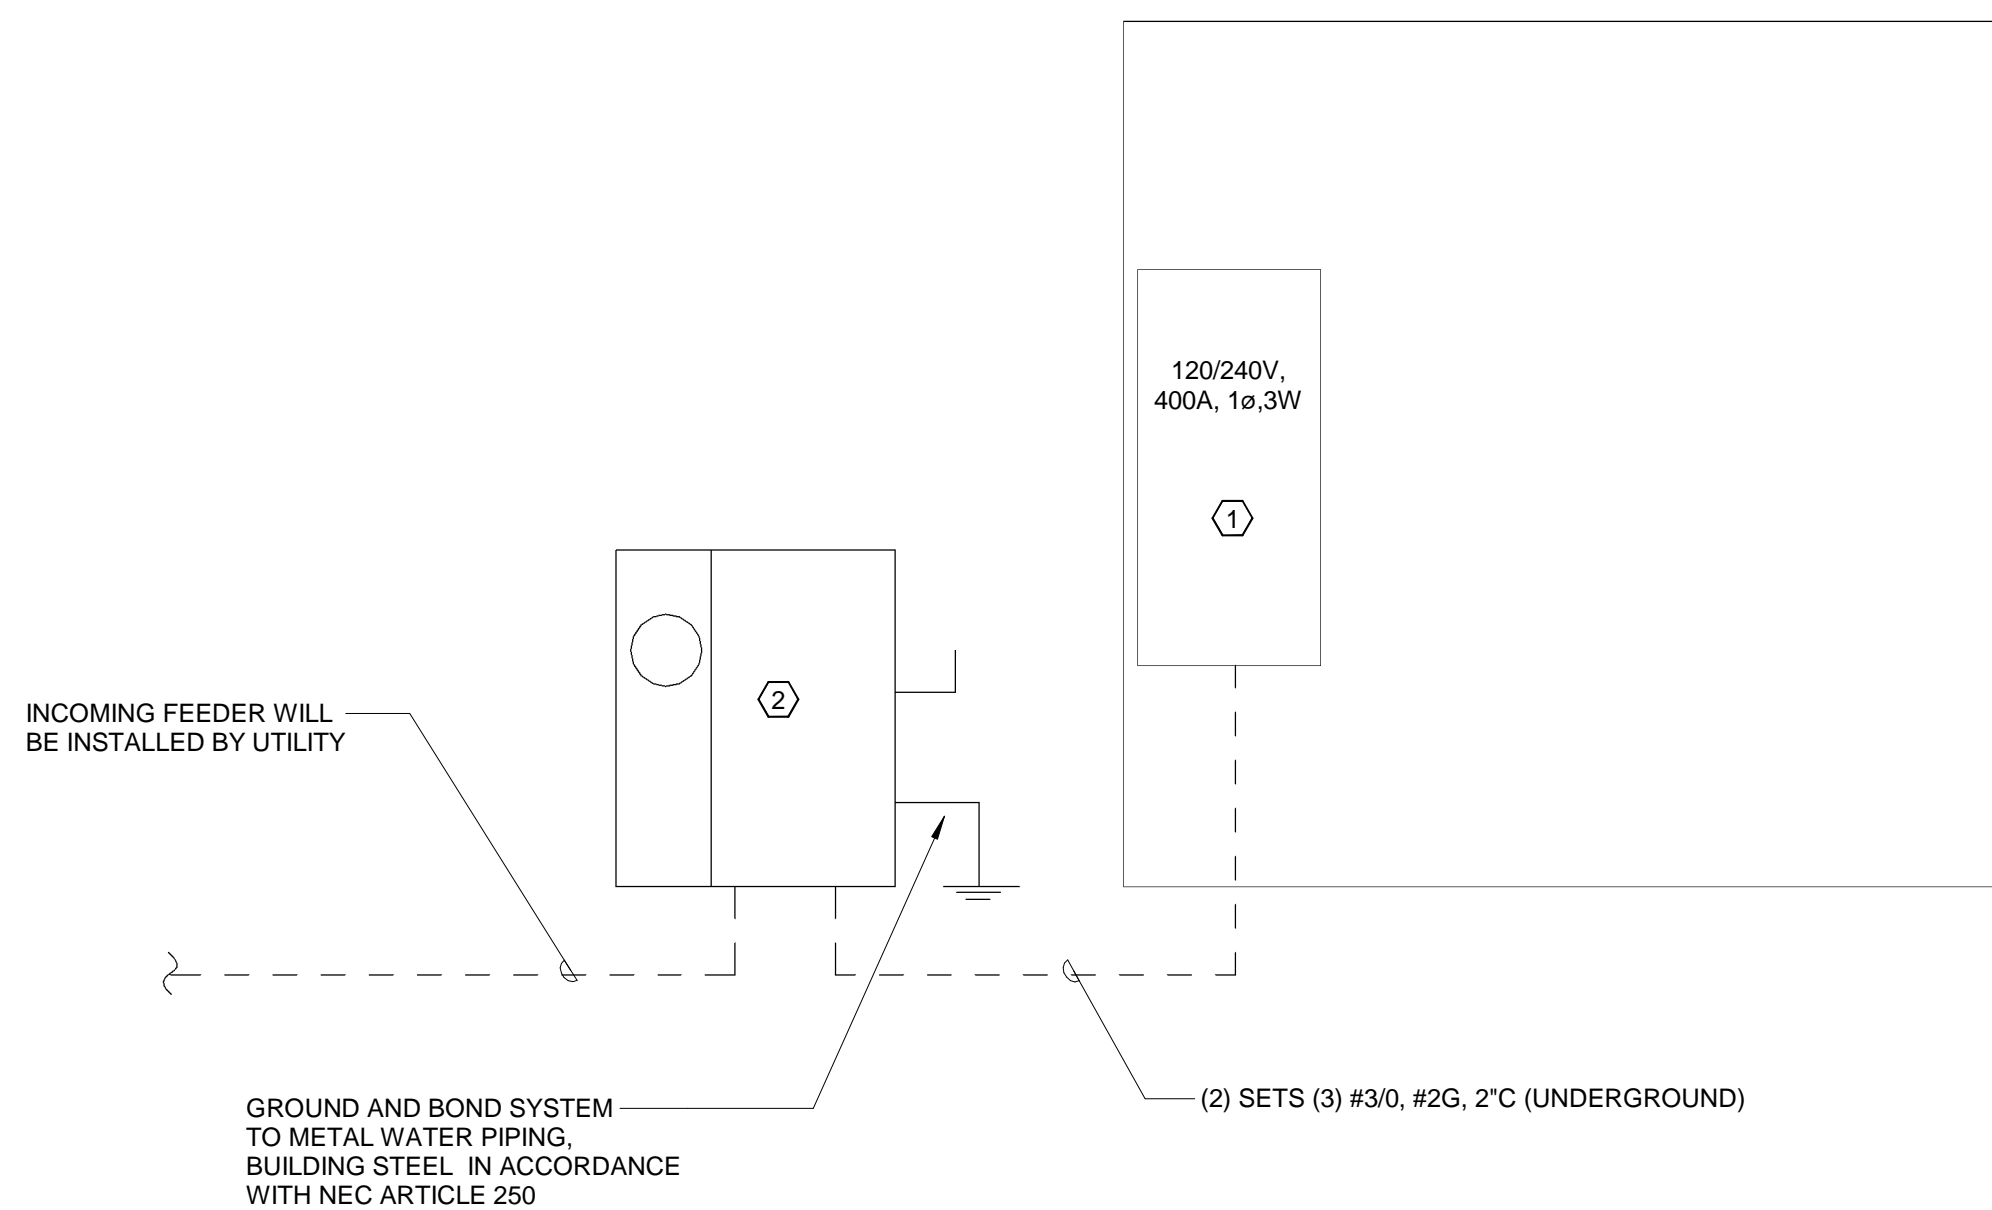 120/240V,
400A, 1ø,3W
1
2
INCOMING FEEDER WILL
BE INSTALLED BY UTILITY
(2) SETS (3) #3/0, #2G, 2"C (UNDERGROUND)
GROUND AND BOND SYSTEM
TO METAL WATER PIPING,
BUILDING STEEL IN ACCORDANCE
WITH NEC ARTICLE 250